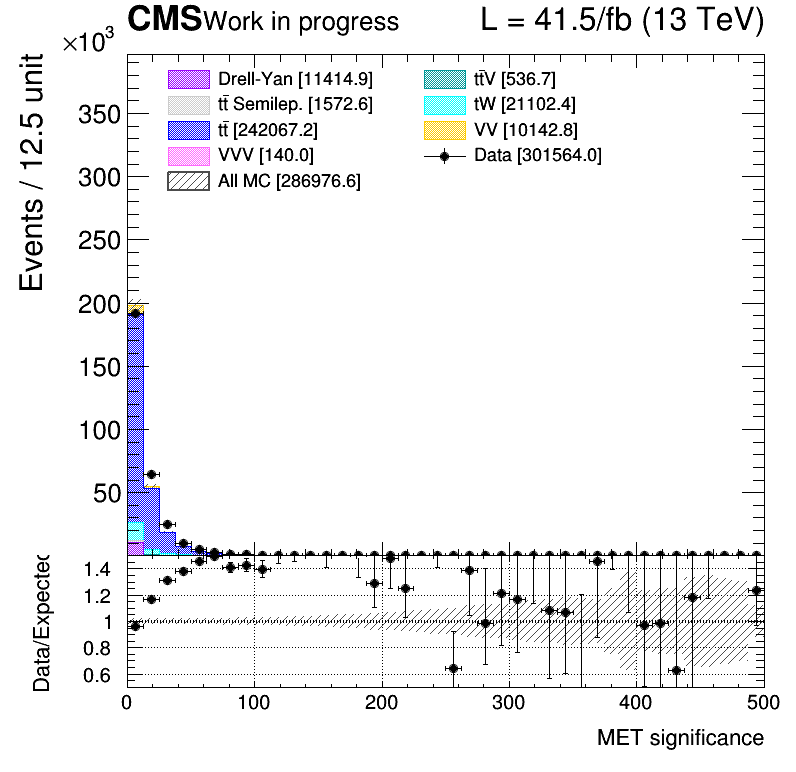 CMS Work in progress L = 41.5/fb (13 TeV)
×10³
Drell-Yan [11414.9] tt̄V [536.7]
tt̄ Semilep. [1572.6] tW [21102.4]
tt̄ [242067.2] VV [10142.8]
VVV [140.0] Data [301564.0]
All MC [286976.6]
Events / 12.5 unit
350
300
250
200
150
100
50
Data/Expected
1.4
1.2
1
0.8
0.6
0 100 200 300 400 500
MET significance